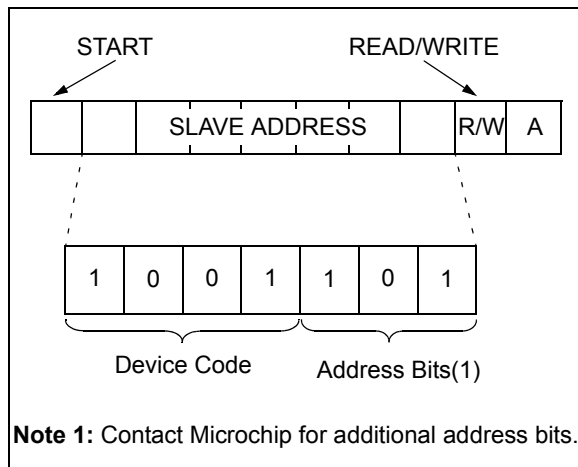 START READ/WRITE
SLAVE ADDRESS R/W A
1 0 0 1 1 0 1
Device Code Address Bits(1)
Note 1: Contact Microchip for additional address bits.